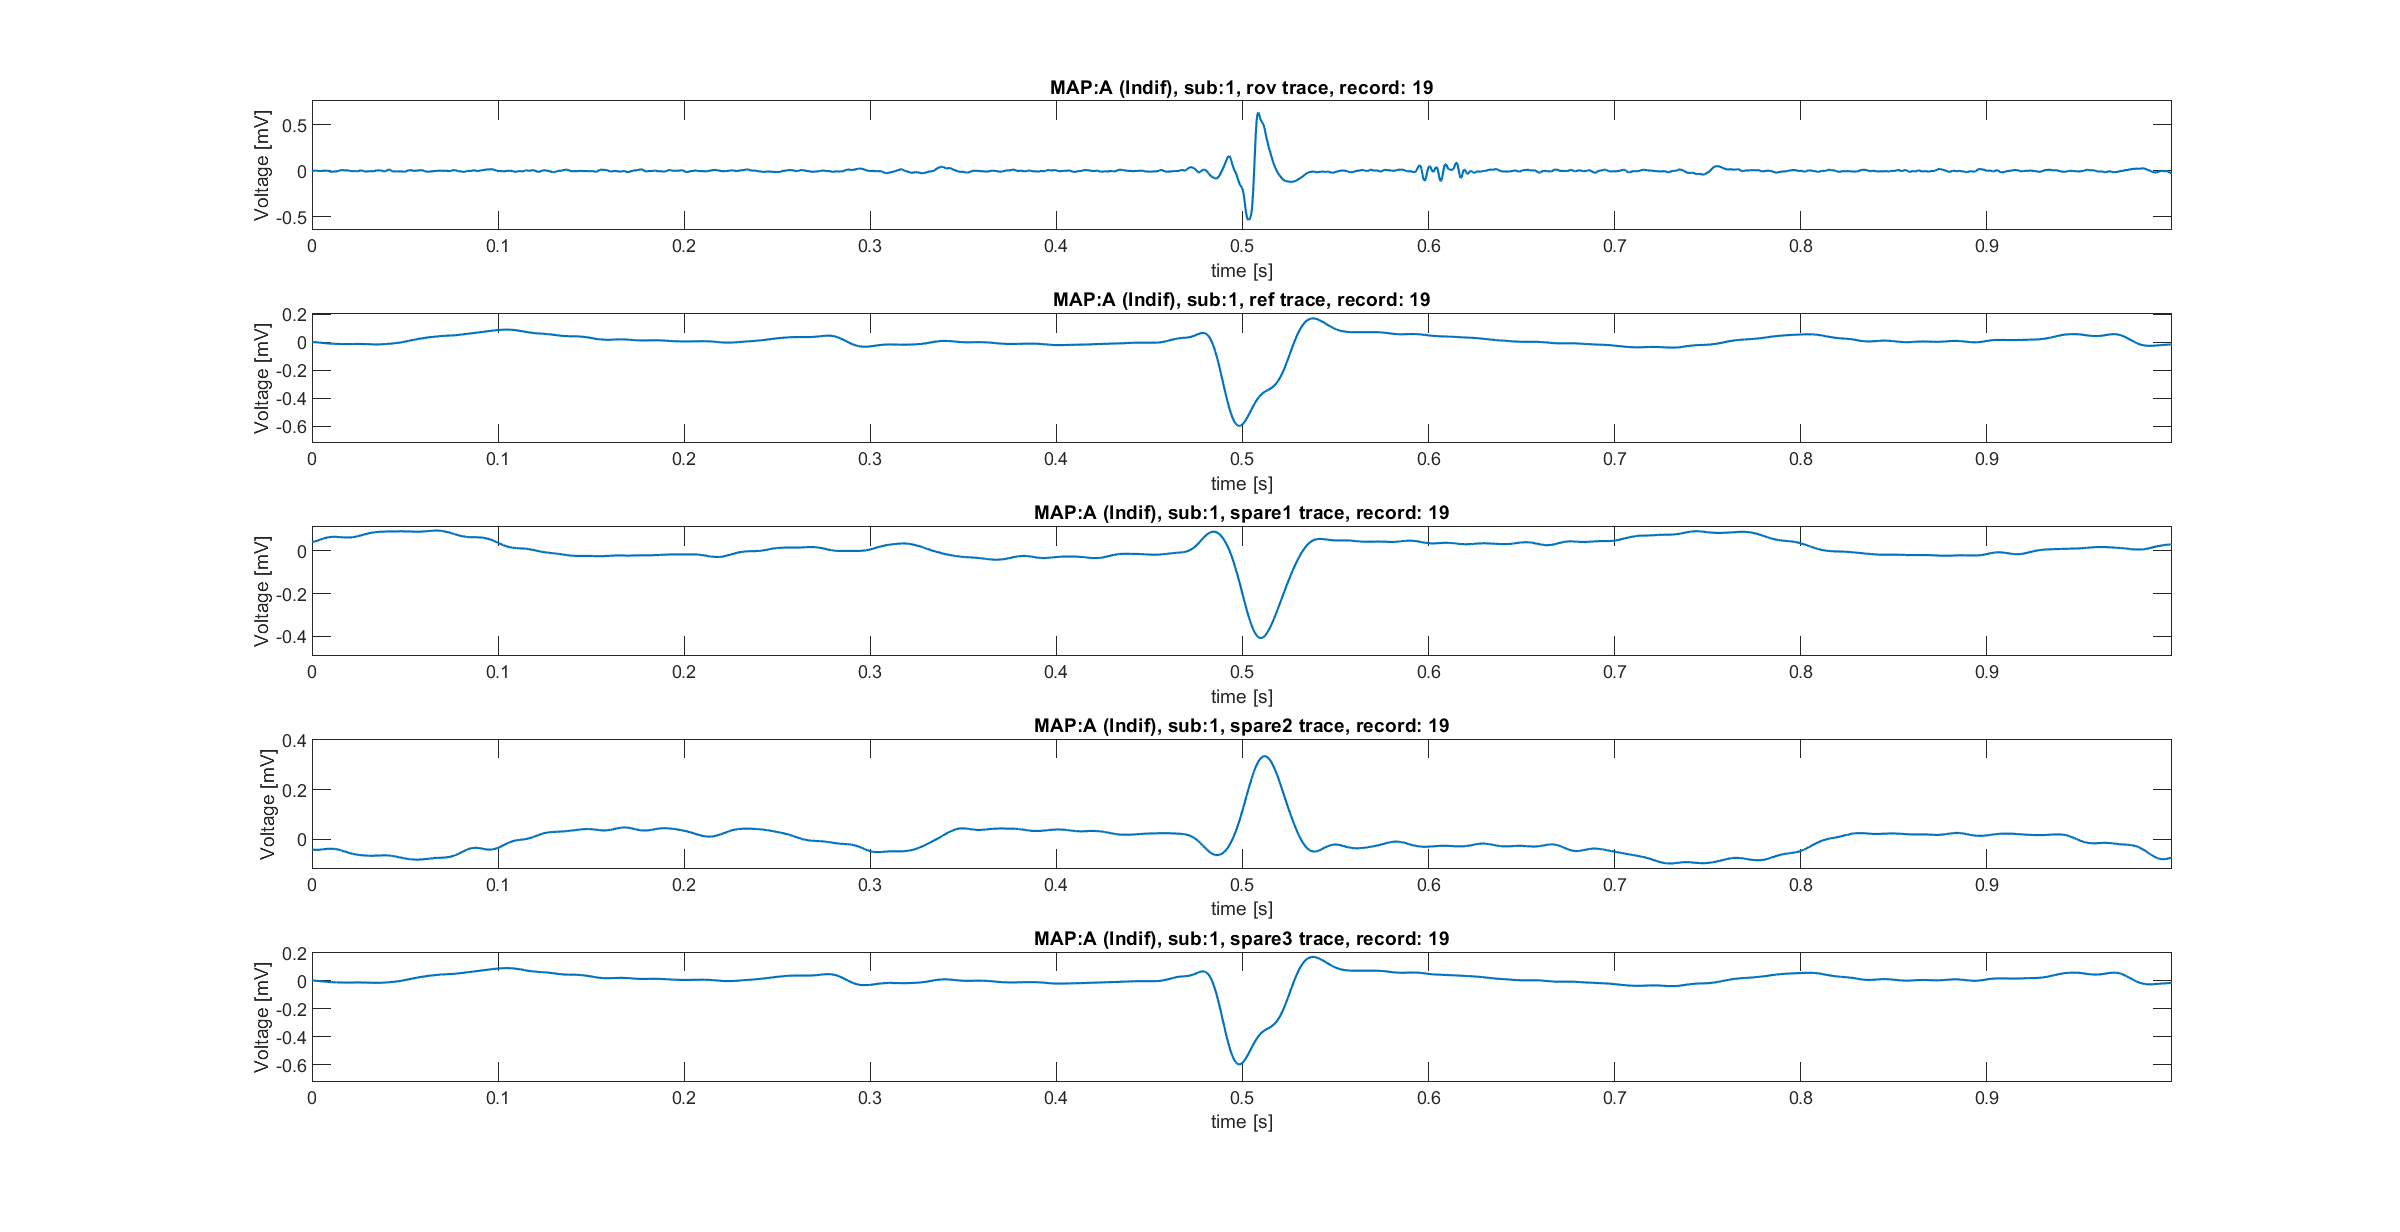 MAP:A (Indif), sub:1, rov trace, record: 19
Voltage [mV]
0.5
0
-0.5
0 0.1 0.2 0.3 0.4 0.5 0.6 0.7 0.8 0.9
time [s]
MAP:A (Indif), sub:1, ref trace, record: 19
Voltage [mV]
0.2
0
-0.2
-0.4
-0.6
0 0.1 0.2 0.3 0.4 0.5 0.6 0.7 0.8 0.9
time [s]
MAP:A (Indif), sub:1, spare1 trace, record: 19
Voltage [mV]
0
-0.2
-0.4
0 0.1 0.2 0.3 0.4 0.5 0.6 0.7 0.8 0.9
time [s]
MAP:A (Indif), sub:1, spare2 trace, record: 19
Voltage [mV]
0.4
0.2
0
0 0.1 0.2 0.3 0.4 0.5 0.6 0.7 0.8 0.9
time [s]
MAP:A (Indif), sub:1, spare3 trace, record: 19
Voltage [mV]
0.2
0
-0.2
-0.4
-0.6
0 0.1 0.2 0.3 0.4 0.5 0.6 0.7 0.8 0.9
time [s]